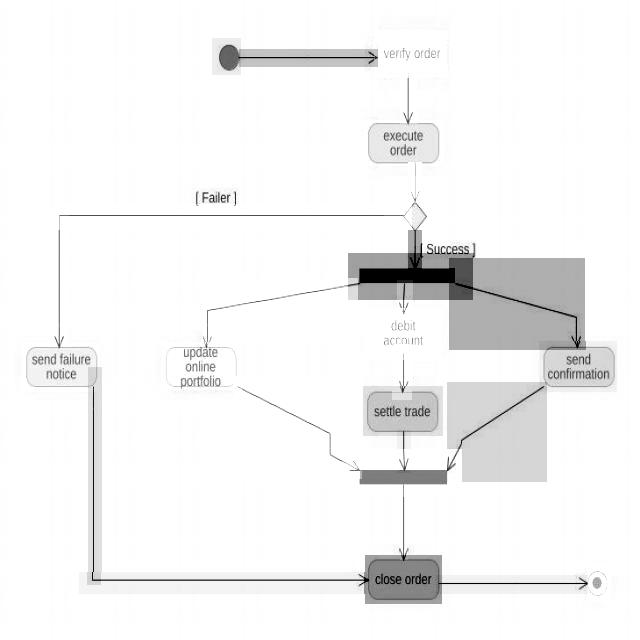 verify order
execute
order
[ Failer ]
[ Success ]
debit
account
send failure
notice
update
online
portfolio
send
confirmation
settle trade
close order